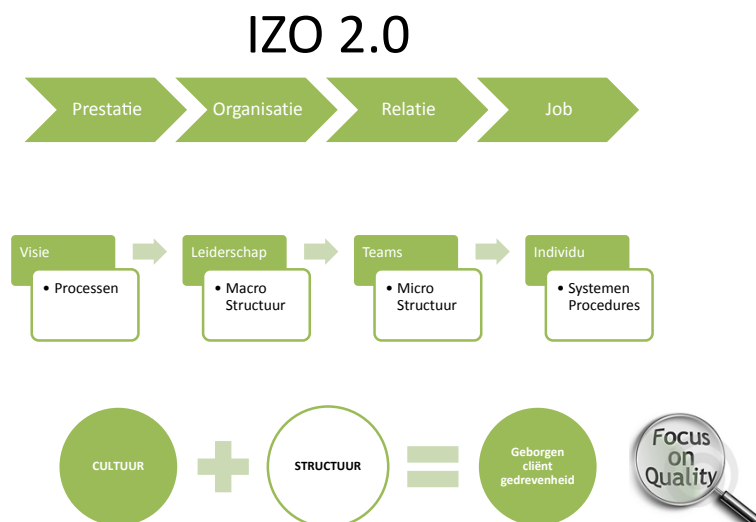 IZO 2.0
Prestatie
Organisatie
Relatie
Job
Visie
• Processen
Leiderschap
• Macro
Structuur
Teams
• Micro
Structuur
Individu
• Systemen
Procedures
CULTUUR
STRUCTUUR
Geborgen
cliënt
gedrevenheid
Focus
on
Quality